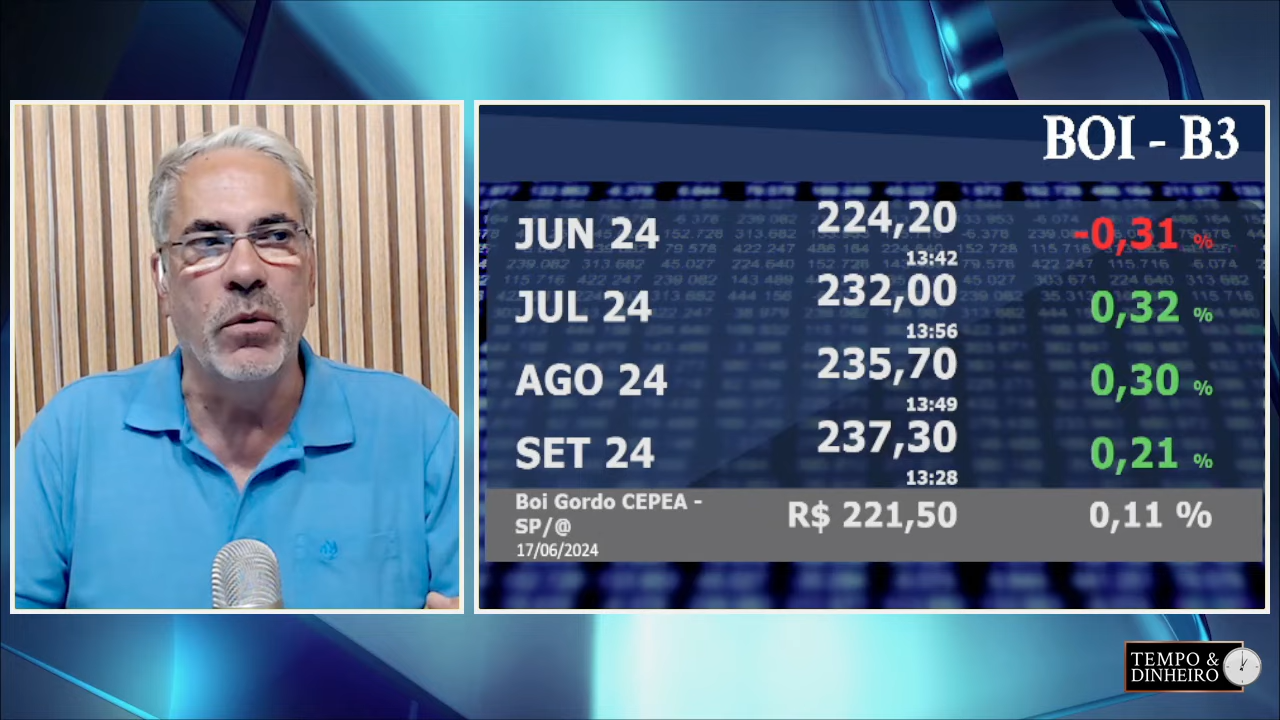 BOI - B3
JUN 24 224,20 -0,31 %
13:42
JUL 24 232,00 0,32 %
13:56
AGO 24 235,70 0,30 %
13:49
SET 24 237,30 0,21 %
13:28
Boi Gordo CEPEA -
SP/@ R$ 221,50 0,11 %
17/06/2024
TEMPO &
DINHEIRO